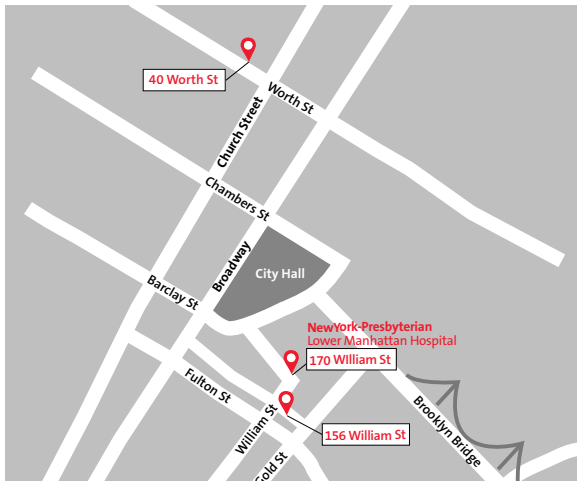 40 Worth St
Worth St
Church Street
Chambers St
Broadway
City Hall
Barclay St
NewYork-Presbyterian
Lower Manhattan Hospital
170 WIlliam St
Fulton St
William St
156 William St
Gold St
Brooklyn Bridge